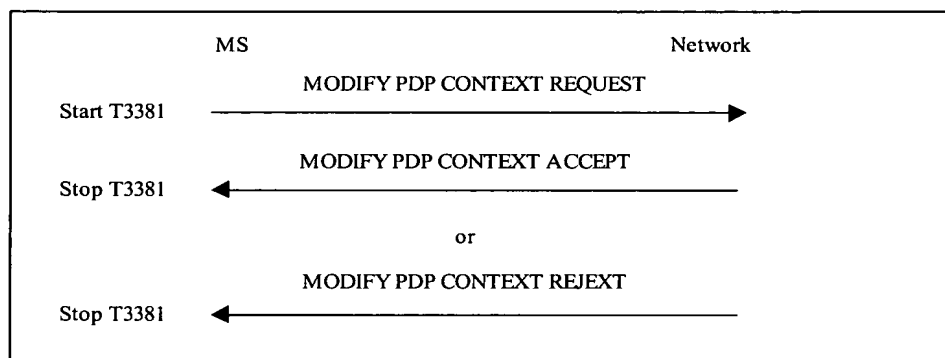 MS Network
MODIFY PDP CONTEXT REQUEST
Start T3381
MODIFY PDP CONTEXT ACCEPT
Stop T3381
or
MODIFY PDP CONTEXT REJEXT
Stop T3381